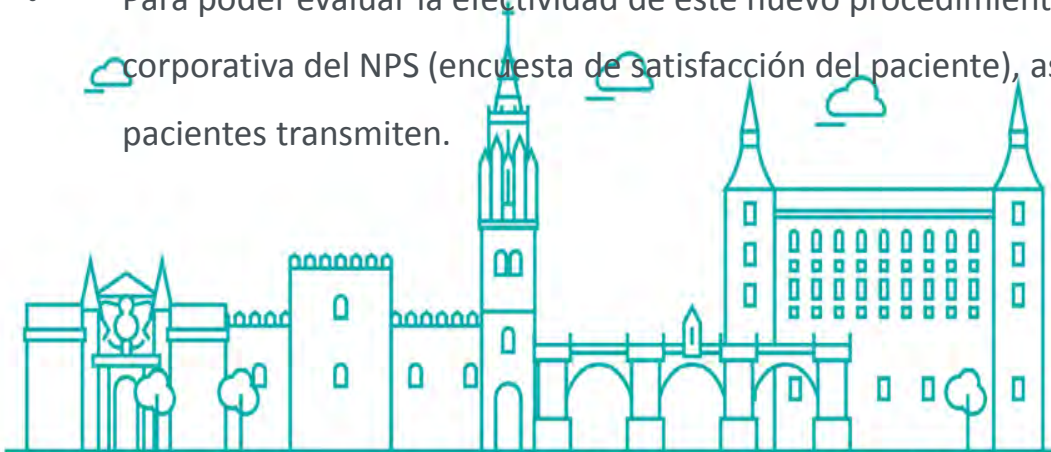 • Para poder evaluar la efectividad de este nuevo procedimient
corporativa del NPS (encuesta de satisfacción del paciente), as
pacientes transmiten.